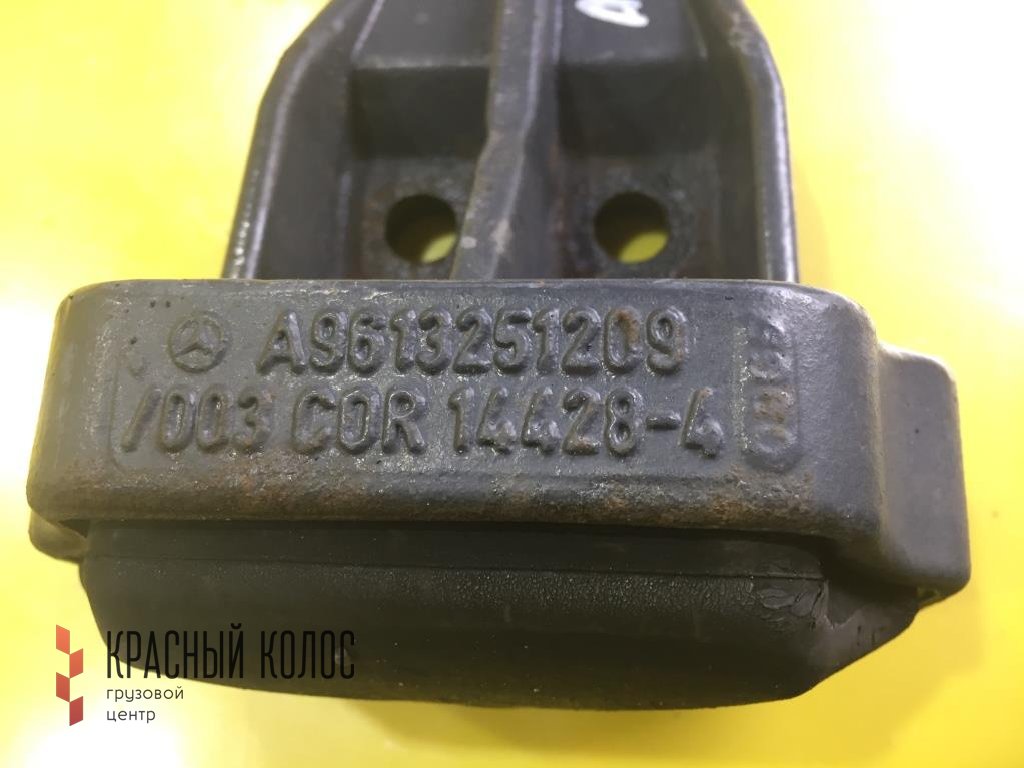 A9613251209
/003 COR 14428-4
КРАСНЫЙ КОЛОС
грузовой
центр